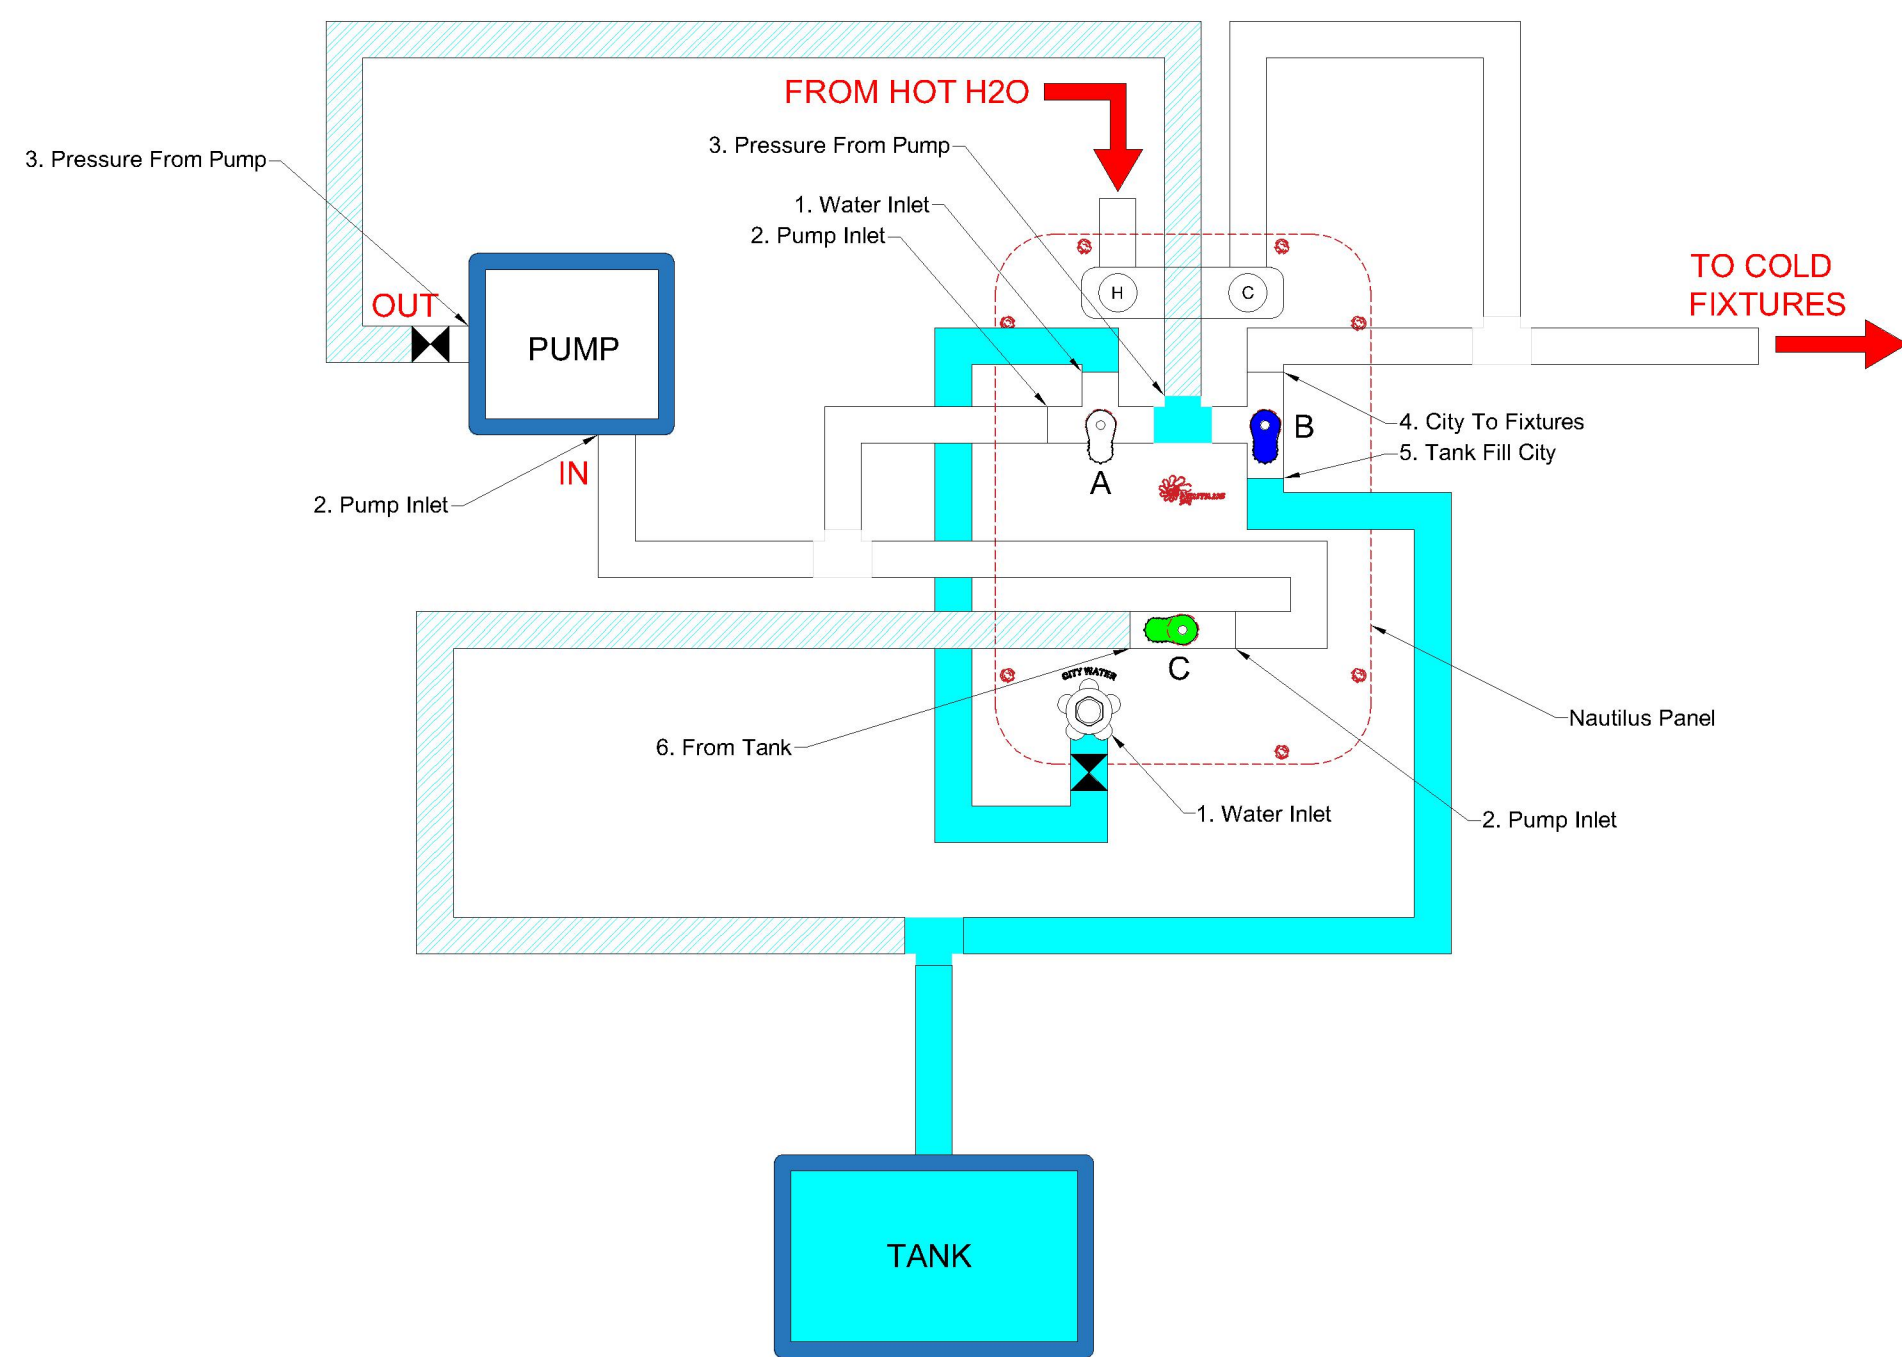 FROM HOT H2O
3. Pressure From Pump
3. Pressure From Pump
1. Water Inlet
2. Pump Inlet
TO COLD
FIXTURES
H
C
OUT
PUMP
4. City To Fixtures
B
5. Tank Fill City
A
IN
NAUTILUS
2. Pump Inlet
C
CITY WATER
Nautilus Panel
6. From Tank
1. Water Inlet
2. Pump Inlet
TANK